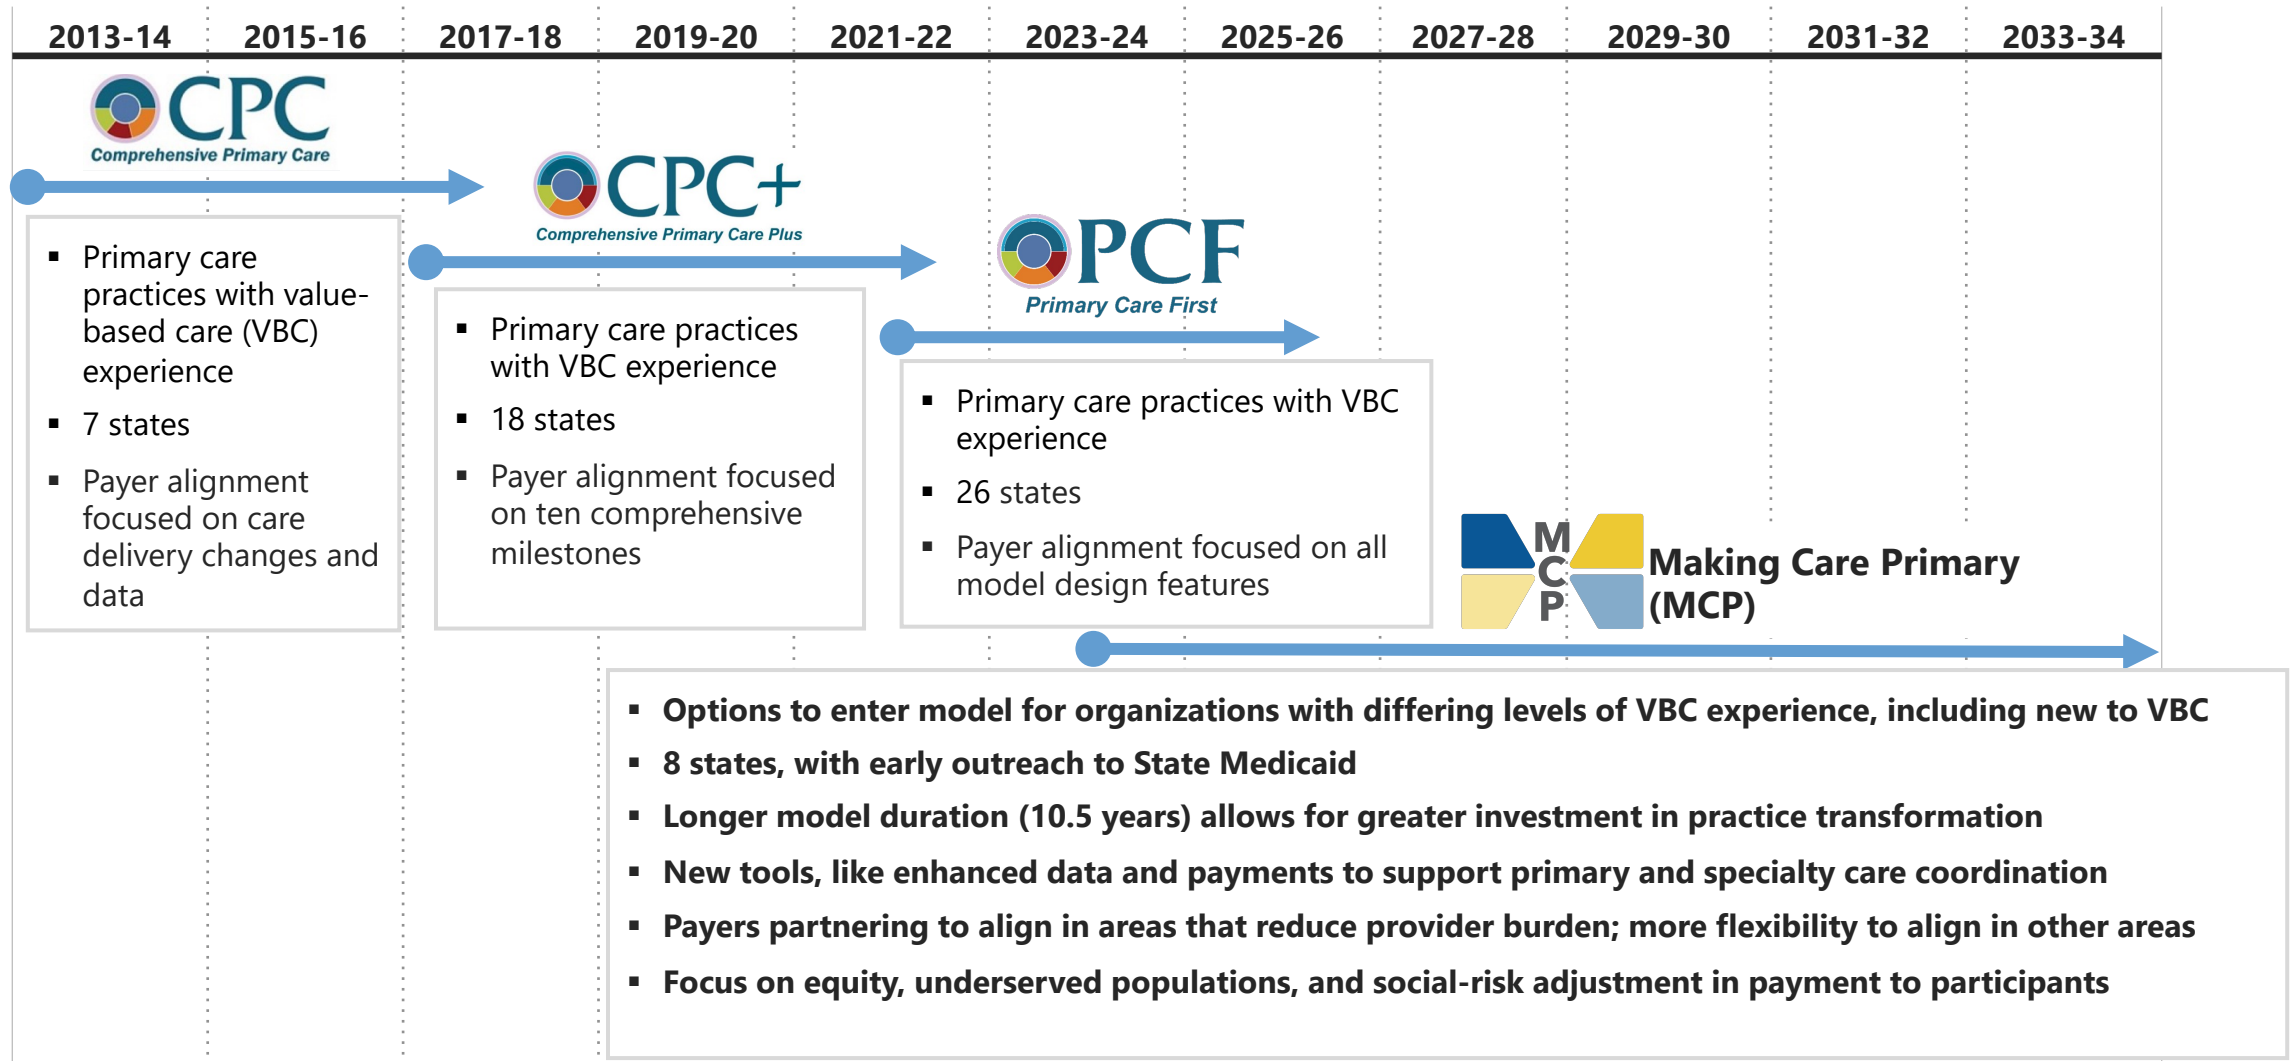 2013-14 2015-16 2017-18 2019-20 2021-22 2023-24 2025-26 2027-28 2029-30 2031-32 2033-34
CPC
Comprehensive Primary Care
▪ Primary care
practices with value-
based care (VBC)
experience
▪ 7 states
▪ Payer alignment
focused on care
delivery changes and
data
CPC+
Comprehensive Primary Care Plus
▪ Primary care practices
with VBC experience
▪ 18 states
▪ Payer alignment focused
on ten comprehensive
milestones
PCF
Primary Care First
▪ Primary care practices with VBC
experience
▪ 26 states
▪ Payer alignment focused on all
model design features
MCP
Making Care Primary
(MCP)
▪ Options to enter model for organizations with differing levels of VBC experience, including new to VBC
▪ 8 states, with early outreach to State Medicaid
▪ Longer model duration (10.5 years) allows for greater investment in practice transformation
▪ New tools, like enhanced data and payments to support primary and specialty care coordination
▪ Payers partnering to align in areas that reduce provider burden; more flexibility to align in other areas
▪ Focus on equity, underserved populations, and social-risk adjustment in payment to participants